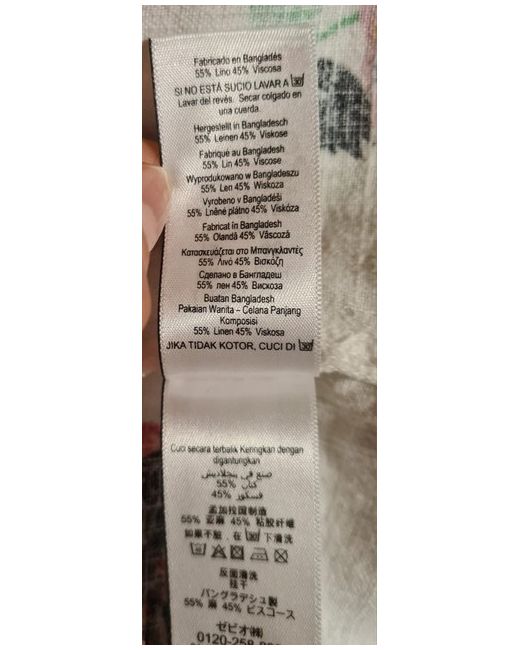 Fabricado en Bangladés
55% Lino 45% Viscosa
SI NO ESTÁ SUCIO LAVAR A 30
Lavar del revés. Secar colgado en
una cuerda.
Hergestellt in Bangladesch
55% Leinen 45% Viskose
Fabriqué au Bangladesh
55% Lin 45% Viscose
Wyprodukowano w Bangladeszu
55% Len 45% Wiskoza
Vyrobeno v Bangladéši
55% Lněné plátno 45% Viskóza
Fabricat în Bangladesh
55% Olandă 45% Vâscoză
Κατασκευάζεται στο Μπανγκλαντές
55% Λινό 45% Βισκόζη
Сделано в Бангладеш
55% лен 45% Вискоза
Buatan Bangladesh
Pakaian Wanita – Celana Panjang
Komposisi
55% Linen 45% Viskosa
JIKA TIDAK KOTOR, CUCI DI 30
Cuci secara terbalik Keringkan dengan
digantungkan
صنع في بنجلاديش
55% كتان
45% فسكوز
孟加拉国制造
55% 亚麻 45% 粘胶纤维
如果不脏，在 30 下清洗
反面清洗
挂干
バングラデシュ製
55% 麻 45% ビスコース
ゼビオ㈱
0120-258-